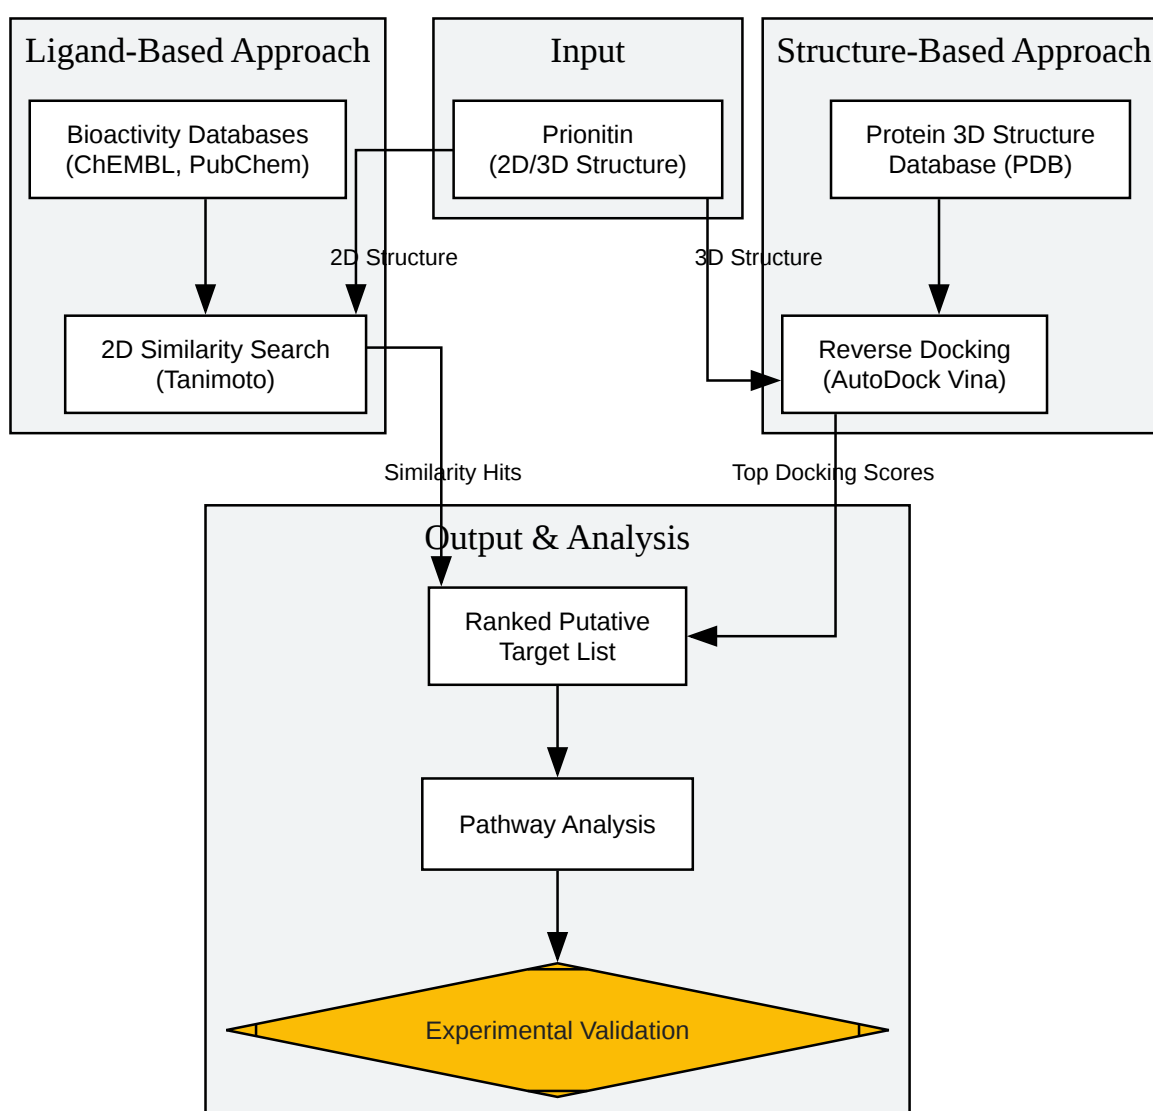 Ligand-Based Approach
Input
Structure-Based Approach
Bioactivity Databases
(ChEMBL, PubChem)
Prionitin
(2D/3D Structure)
Protein 3D Structure
Database (PDB)
2D Structure
3D Structure
2D Similarity Search
(Tanimoto)
Reverse Docking
(AutoDock Vina)
Similarity Hits
Top Docking Scores
Output & Analysis
Ranked Putative
Target List
Pathway Analysis
Experimental Validation